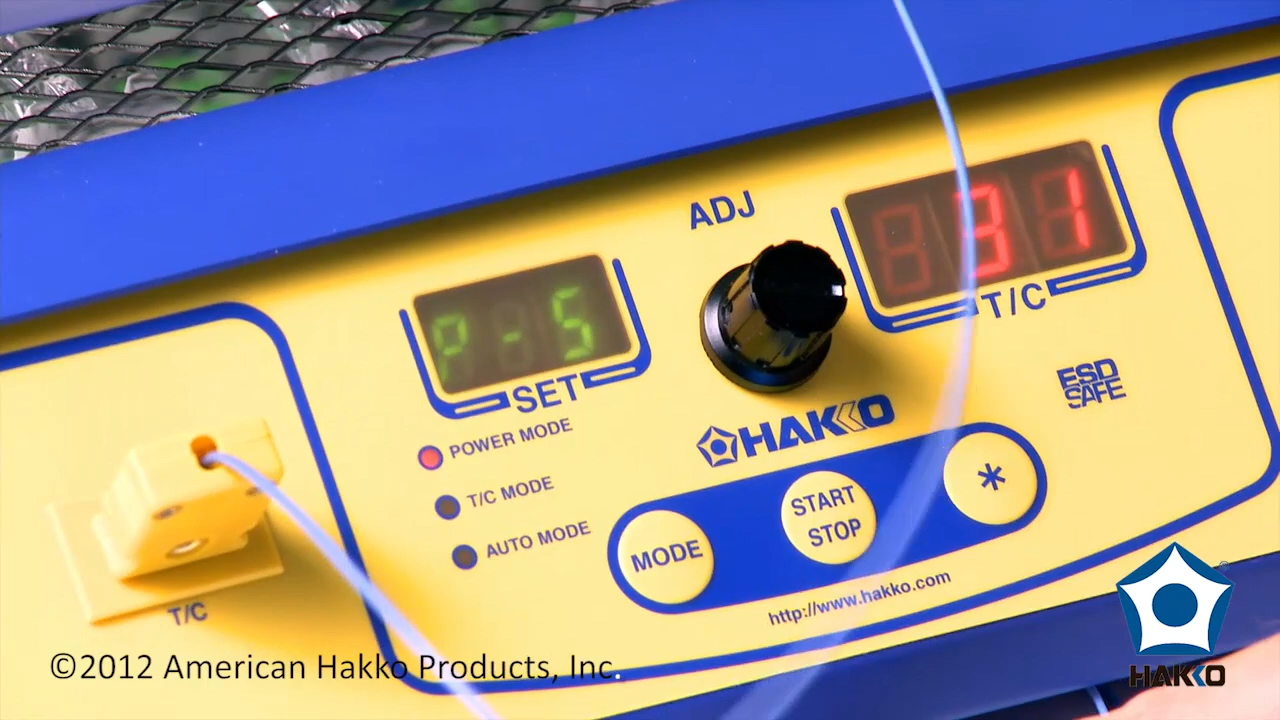 ADJ
31
T/C
P-5
SET
ESD
SAFE
HAKKO
POWER MODE
T/C MODE
AUTO MODE
MODE
START
STOP
*
http://www.hakko.com
T/C
©2012 American Hakko Products, Inc.
®
HAKKO